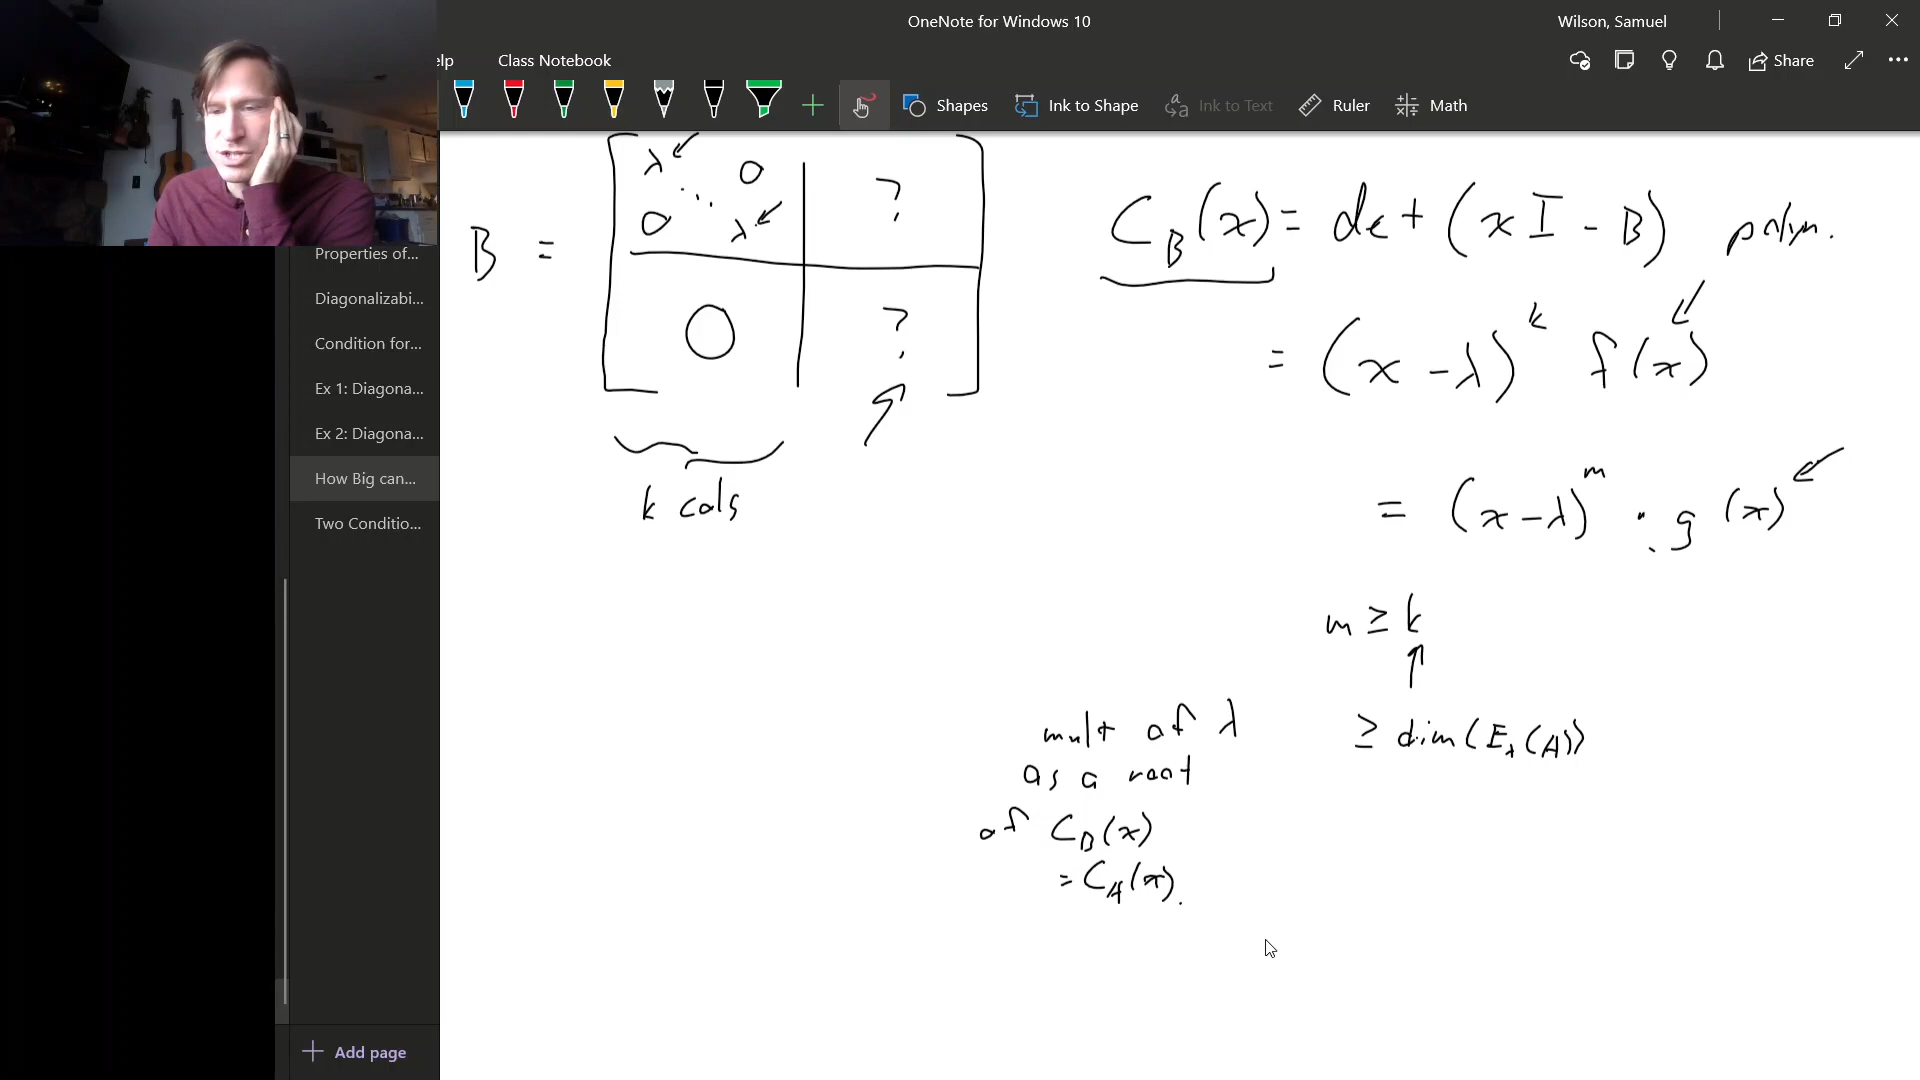 OneNote for Windows 10
Wilson, Samuel
elp
Class Notebook
Share
Shapes
Ink to Shape
Ink to Text
Ruler
Math
Properties of...
Diagonalizabi...
Condition for...
Ex 1: Diagona...
Ex 2: Diagona...
How Big can...
Two Conditio...
Add page
B = [
λ 0 ?
⋱
0 λ
0 ?
]
k cols
C_B(x) = det(xI - B) polyn.
= (x - λ)^k f(x)
= (x - λ)^m · g(x)
m ≥ k
mult of λ
≥ dim(E_λ(A))
as a root
of C_B(x)
= C_A(x).